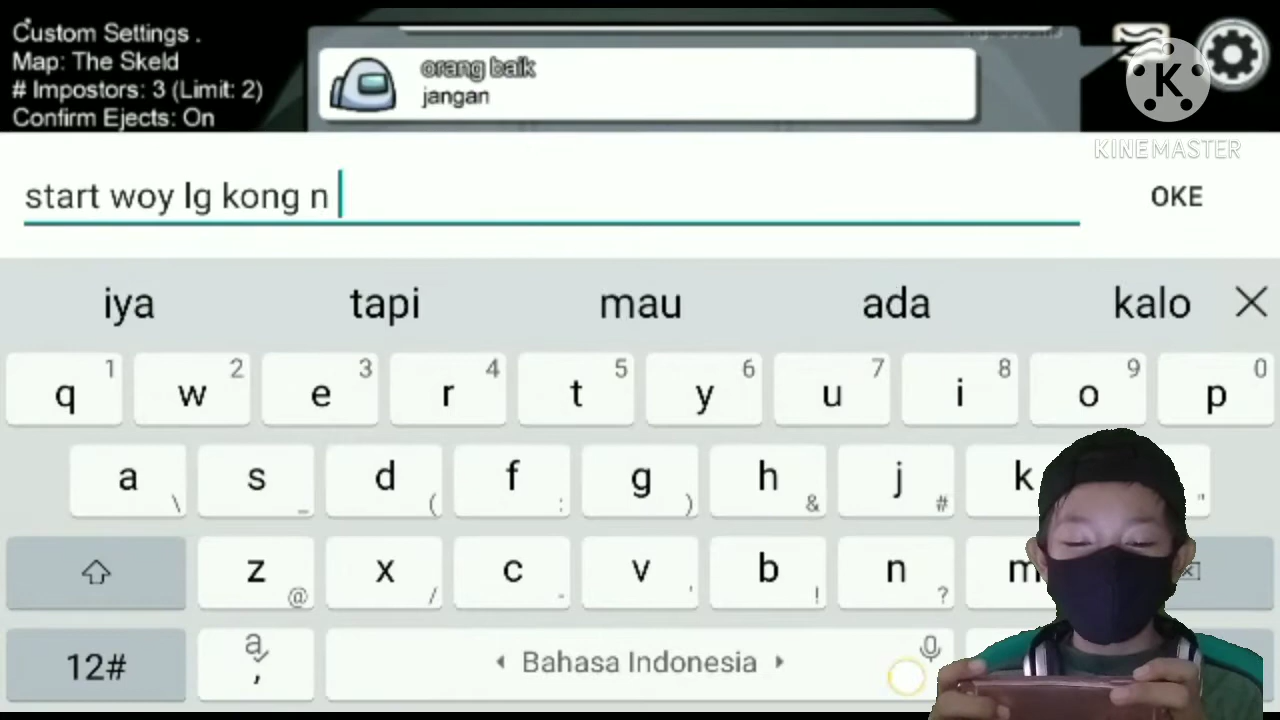 Custom Settings .
Map: The Skeld
# Impostors: 3 (Limit: 2)
Confirm Ejects: On
orang baik
jangan
K
KINEMASTER
start woy lg kong n
OKE
iya tapi mau ada kalo
q 1 w 2 e 3 r 4 t 5 y 6 u 7 i 8 o 9 p 0
a \ s _ d ( f : g ) h & j # k "
z @ x / c - v ' b ! n ? m
12# a , Bahasa Indonesia